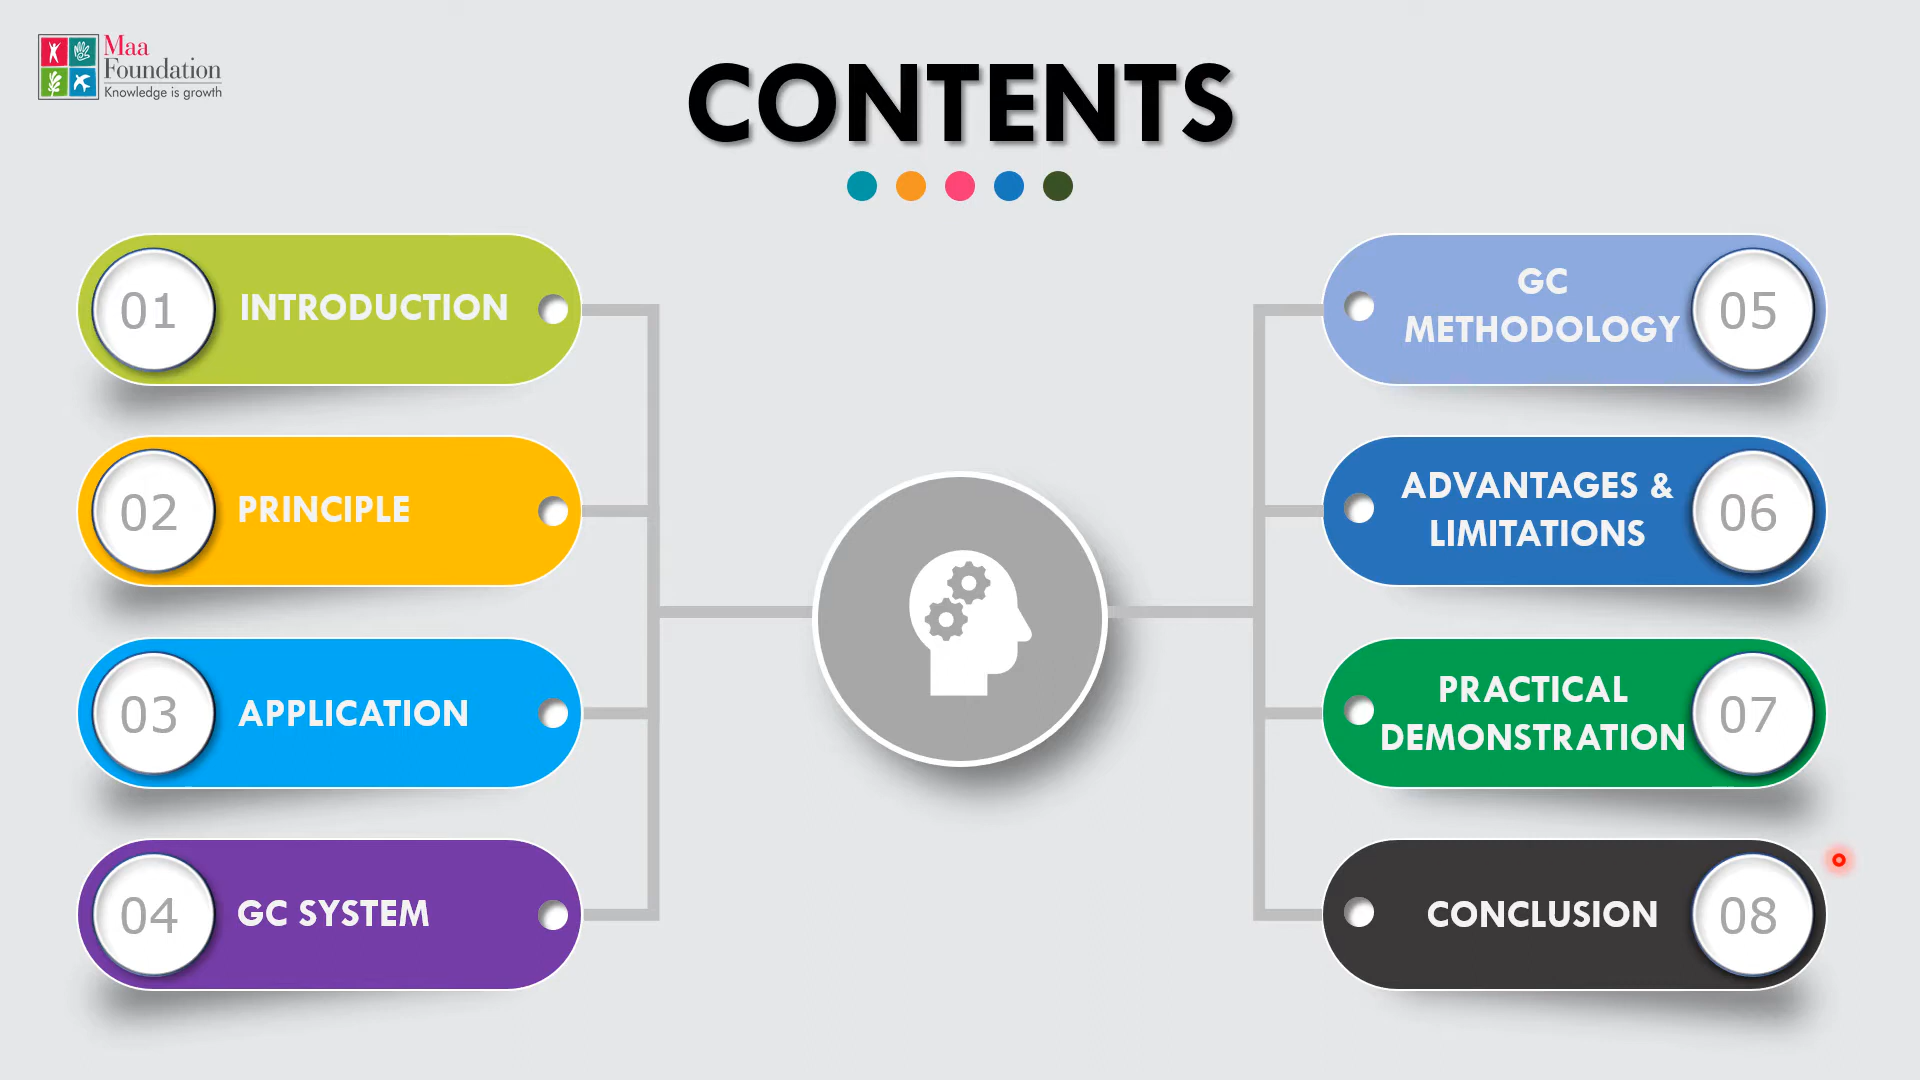 Maa
Foundation
Knowledge is growth
CONTENTS
01
INTRODUCTION
02
PRINCIPLE
03
APPLICATION
04
GC SYSTEM
GC
METHODOLOGY
05
ADVANTAGES &
LIMITATIONS
06
PRACTICAL
DEMONSTRATION
07
CONCLUSION
08